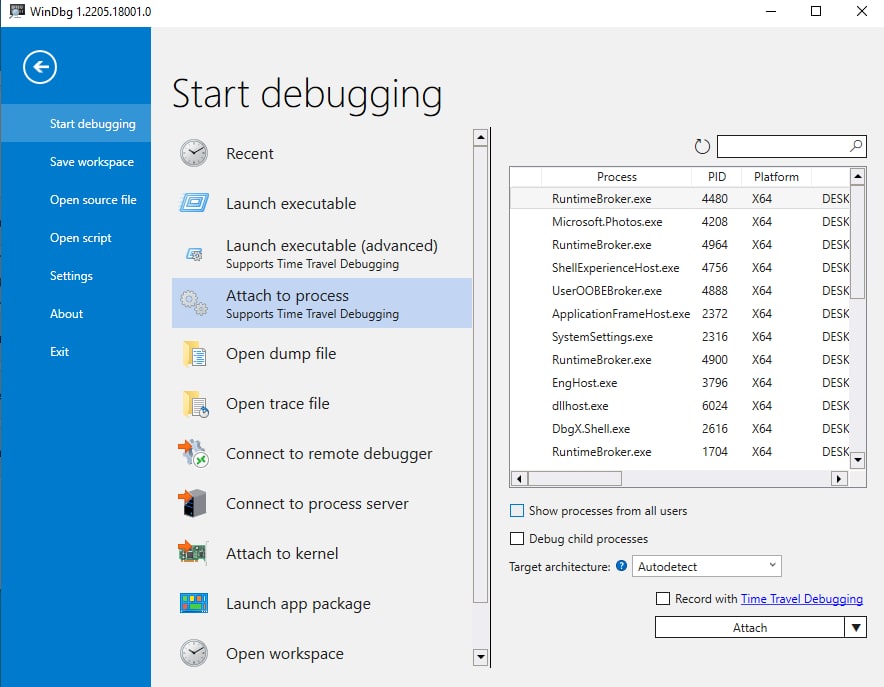 WinDbg 1.2205.18001.0
Start debugging
Save workspace
Open source file
Open script
Settings
About
Exit
Start debugging
Recent
Launch executable
Launch executable (advanced)
Supports Time Travel Debugging
Attach to process
Supports Time Travel Debugging
Open dump file
Open trace file
Connect to remote debugger
Connect to process server
Attach to kernel
Launch app package
Open workspace
Process PID Platform
RuntimeBroker.exe 4480 X64 DESK
Microsoft.Photos.exe 4208 X64 DESK
RuntimeBroker.exe 4964 X64 DESK
ShellExperienceHost.exe 4756 X64 DESK
UserOOBEBroker.exe 4888 X64 DESK
ApplicationFrameHost.exe 2372 X64 DESK
SystemSettings.exe 2316 X64 DESK
RuntimeBroker.exe 4900 X64 DESK
EngHost.exe 3796 X64 DESK
dllhost.exe 6024 X64 DESK
DbgX.Shell.exe 2616 X64 DESK
RuntimeBroker.exe 1704 X64 DESK
Show processes from all users
Debug child processes
Target architecture: ? Autodetect
Record with Time Travel Debugging
Attach